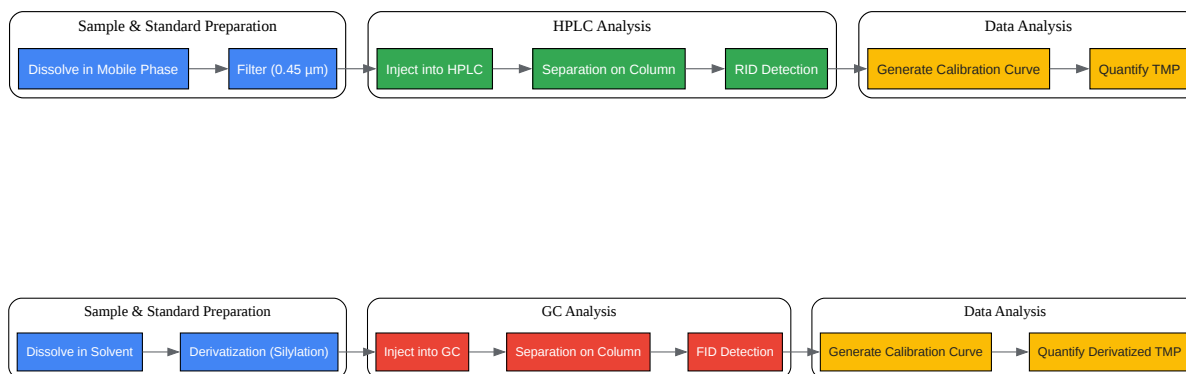 Sample & Standard Preparation
HPLC Analysis
Data Analysis
Dissolve in Mobile Phase
Filter (0.45 µm)
Inject into HPLC
Separation on Column
RID Detection
Generate Calibration Curve
Quantify TMP
Sample & Standard Preparation
GC Analysis
Data Analysis
Dissolve in Solvent
Derivatization (Silylation)
Inject into GC
Separation on Column
FID Detection
Generate Calibration Curve
Quantify Derivatized TMP